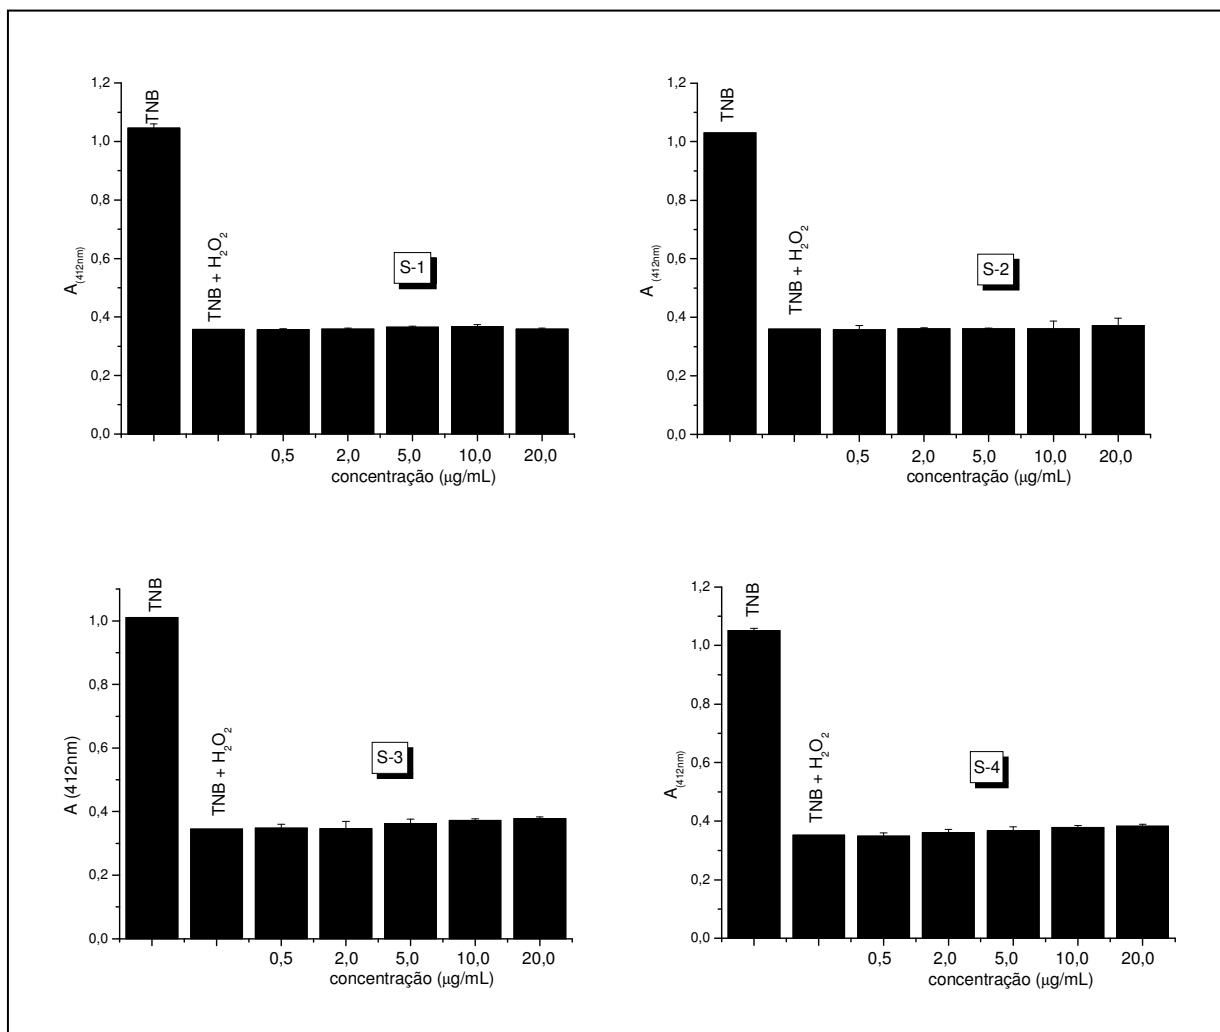 1,2
1,0
0,8
0,6
0,4
0,2
0,0
A(412nm)
TNB
TNB + H2O2
S-1
0,5 2,0 5,0 10,0 20,0
concentração (µg/mL)
1,2
1,0
0,8
0,6
0,4
0,2
0,0
A (412nm)
TNB
TNB + H2O2
S-2
0,5 2,0 5,0 10,0 20,0
concentração (µg/mL)
1,0
0,8
0,6
0,4
0,2
0,0
A (412nm)
TNB
TNB + H2O2
S-3
0,5 2,0 5,0 10,0 20,0
concentração (µg/mL)
1,2
1,0
0,8
0,6
0,4
0,2
0,0
A(412nm)
TNB
TNB + H2O2
S-4
0,5 2,0 5,0 10,0 20,0
concentração (µg/mL)